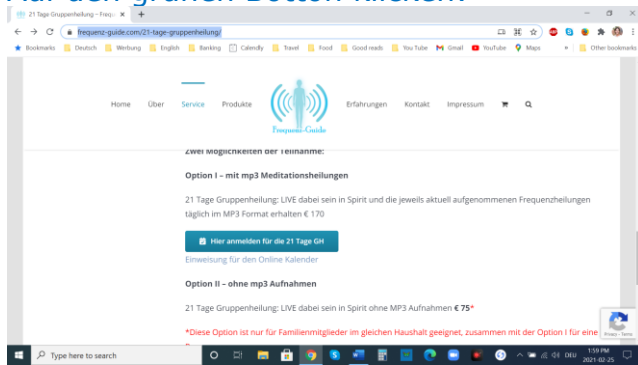 Auf den grünen Button klicken:
21 Tage Gruppenheilung – Frequ
frequenz-guide.com/21-tage-gruppenheilung/
Bookmarks Deutsch Werbung English Banking Calendly Travel Food Good reads You Tube Gmail YouTube Maps » Other bookmarks
Home Über Service Produkte Erfahrungen Kontakt Impressum
Frequenz-Guide
Zwei Möglichkeiten der Teilnahme:
Option I – mit mp3 Meditationsheilungen
21 Tage Gruppenheilung: LIVE dabei sein in Spirit und die jeweils aktuell aufgenommenen Frequenzheilungen
täglich im MP3 Format erhalten € 170
Hier anmelden für die 21 Tage GH
Einweisung für den Online Kalender
Option II – ohne mp3 Aufnahmen
21 Tage Gruppenheilung: LIVE dabei sein in Spirit ohne MP3 Aufnahmen € 75*
*Diese Option ist nur für Familienmitglieder im gleichen Haushalt geeignet, zusammen mit der Option I für eine
Privacy - Terms
Type here to search
DEU
1:59 PM
2021-02-25